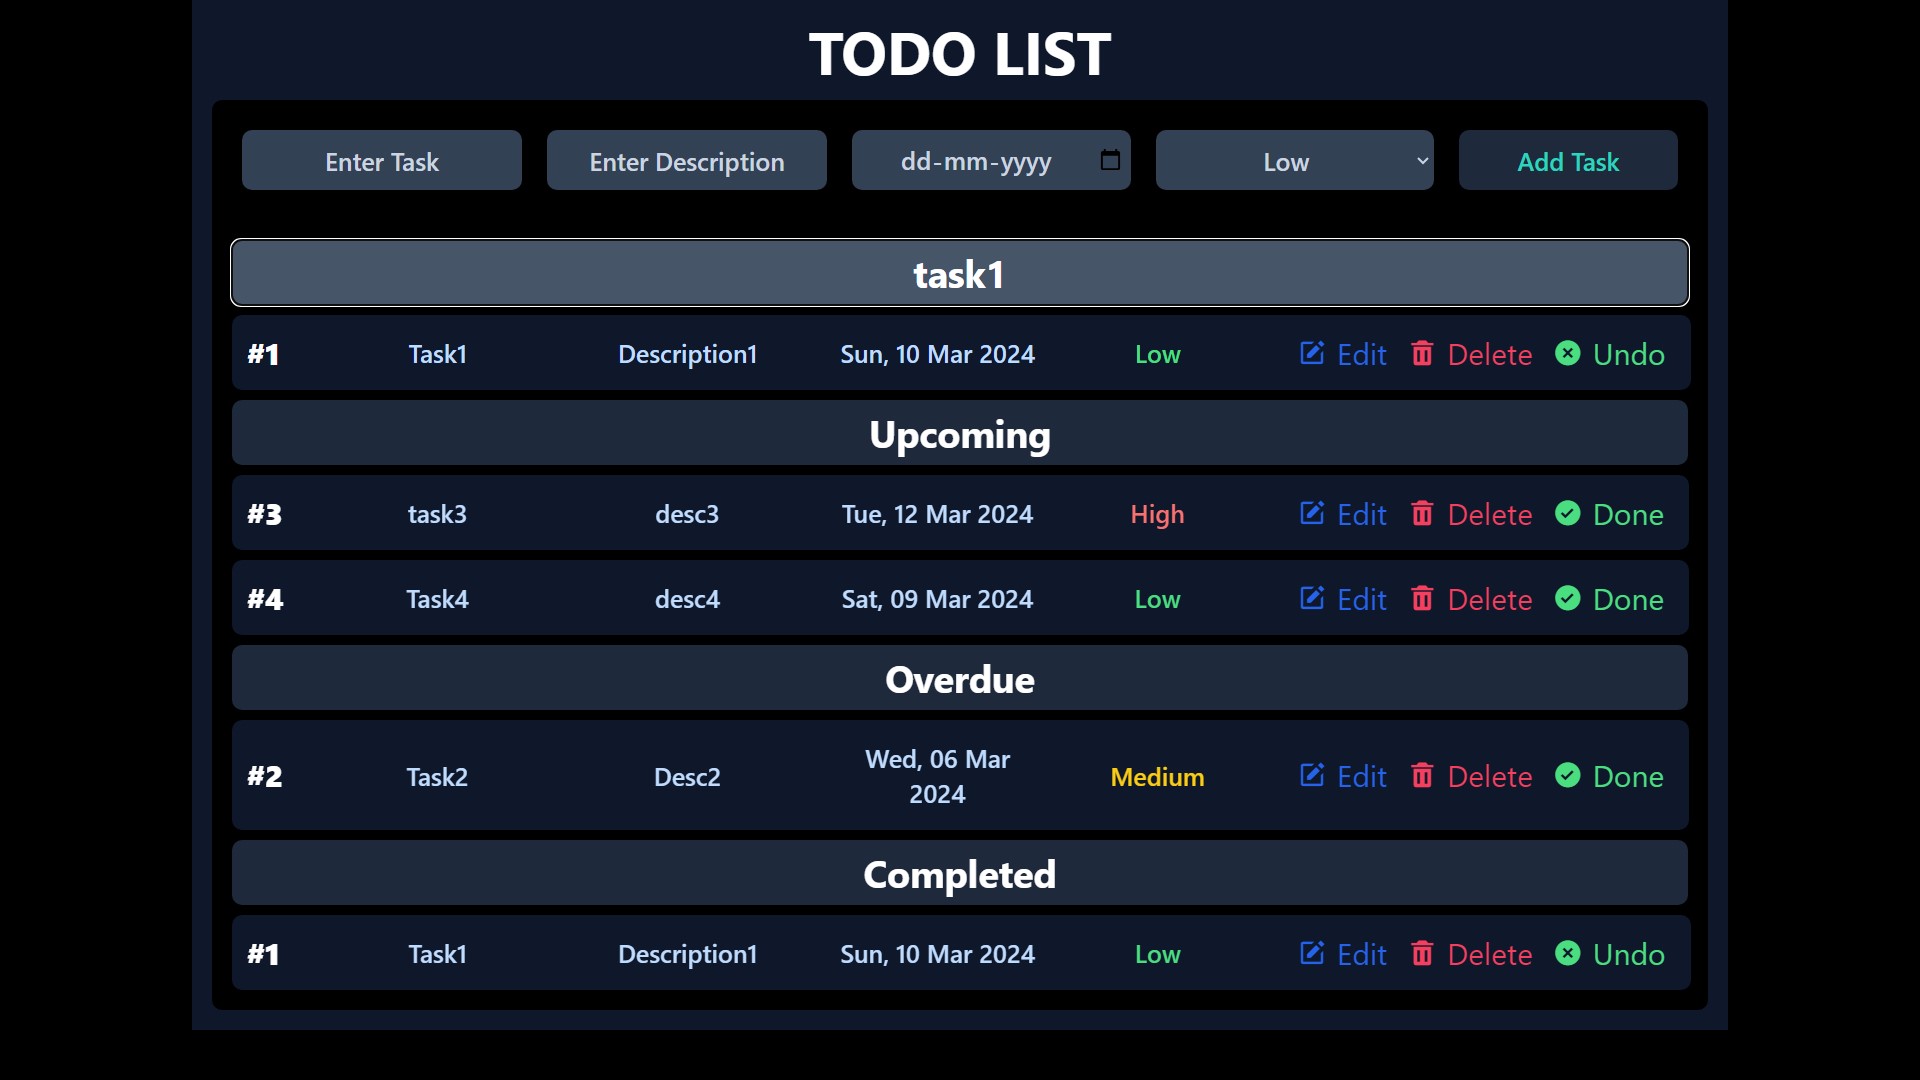 TODO LIST
Enter Task Enter Description dd-mm-yyyy Low Add Task
task1
#1 Task1 Description1 Sun, 10 Mar 2024 Low Edit Delete Undo
Upcoming
#3 task3 desc3 Tue, 12 Mar 2024 High Edit Delete Done
#4 Task4 desc4 Sat, 09 Mar 2024 Low Edit Delete Done
Overdue
#2 Task2 Desc2 Wed, 06 Mar 2024 Medium Edit Delete Done
Completed
#1 Task1 Description1 Sun, 10 Mar 2024 Low Edit Delete Undo